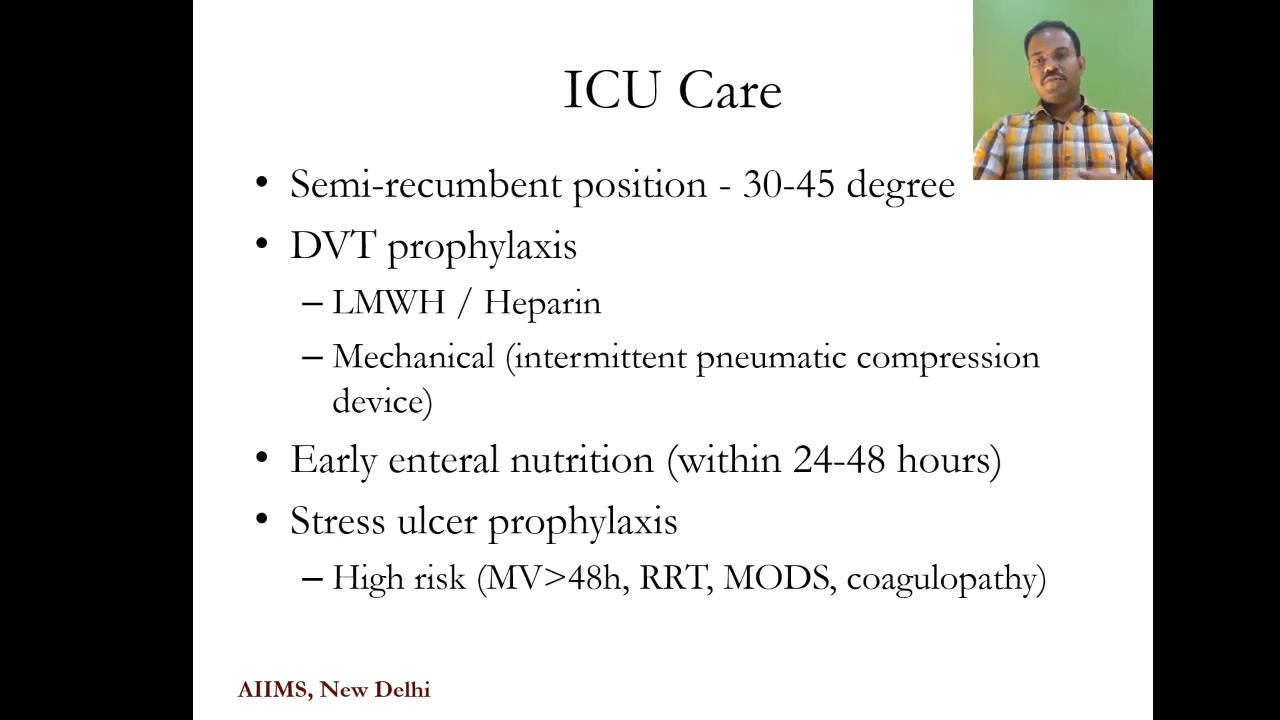 ICU Care
• Semi-recumbent position - 30-45 degree
• DVT prophylaxis
– LMWH / Heparin
– Mechanical (intermittent pneumatic compression
device)
• Early enteral nutrition (within 24-48 hours)
• Stress ulcer prophylaxis
– High risk (MV>48h, RRT, MODS, coagulopathy)
AIIMS, New Delhi